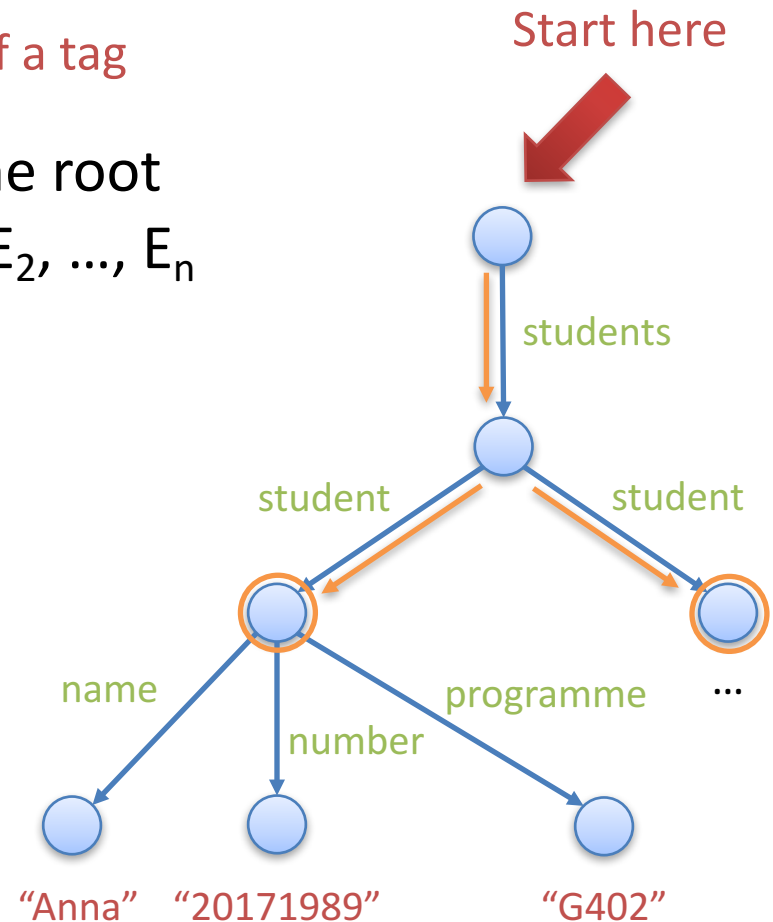 Start here
f a tag
e root
E₂, …, Eₙ
students
student student
name number programme …
“Anna” “20171989” “G402”